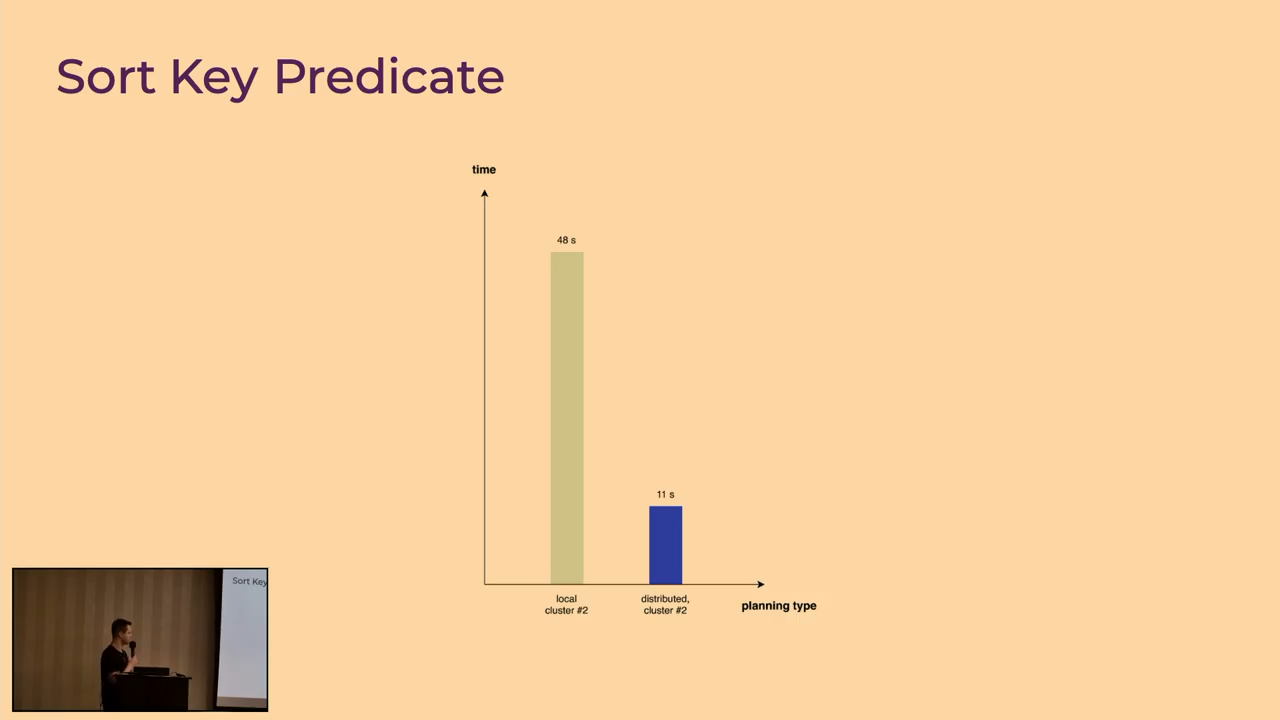 Sort Key Predicate
time
48 s
11 s
local
cluster #2
distributed,
cluster #2
planning type
Sort Key